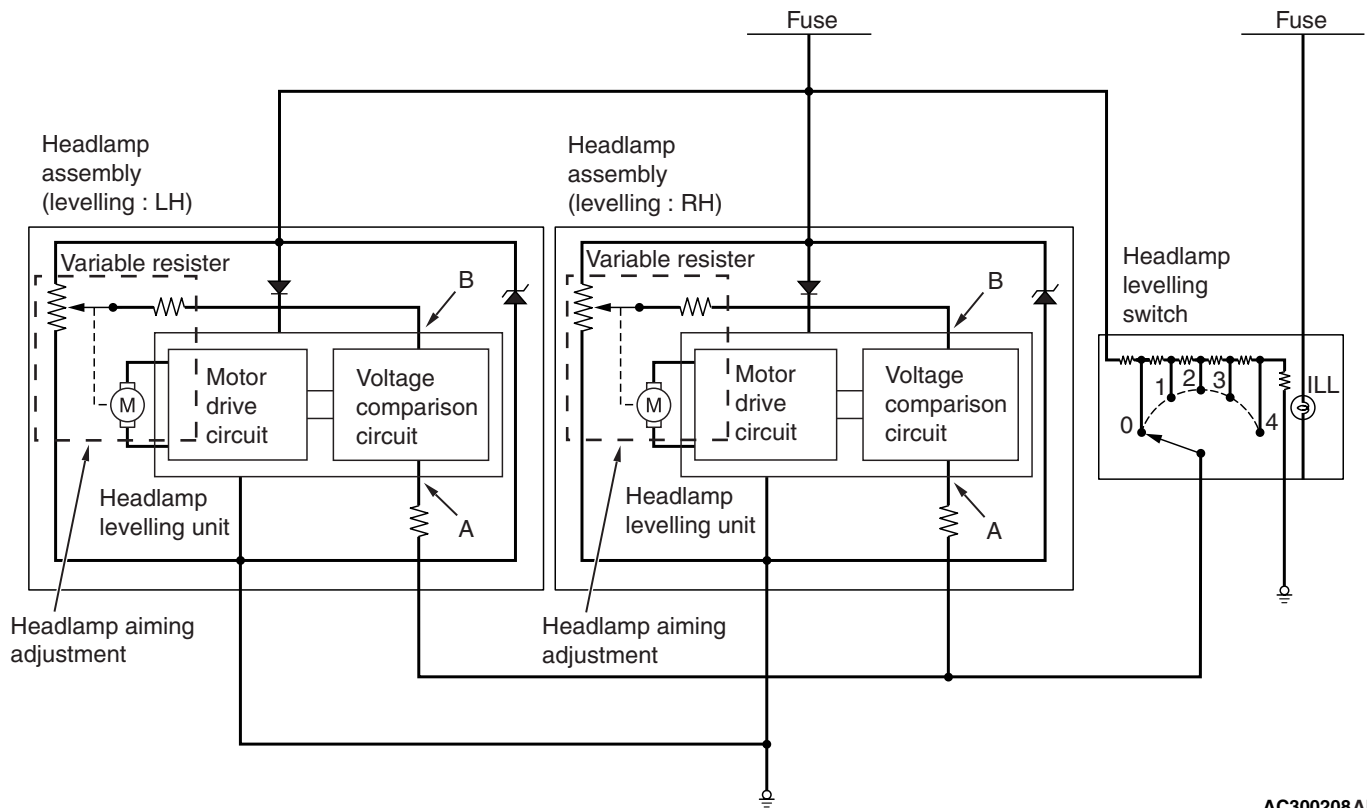 Fuse
Fuse
Headlamp
assembly
(levelling : LH)
Headlamp
assembly
(levelling : RH)
Headlamp
levelling
switch
Variable resister
B
Variable resister
B
M
Motor
drive
circuit
Voltage
comparison
circuit
M
Motor
drive
circuit
Voltage
comparison
circuit
0
1
2
3
4
ILL
Headlamp
levelling unit
A
Headlamp
levelling unit
A
Headlamp aiming
adjustment
Headlamp aiming
adjustment
AC300208A